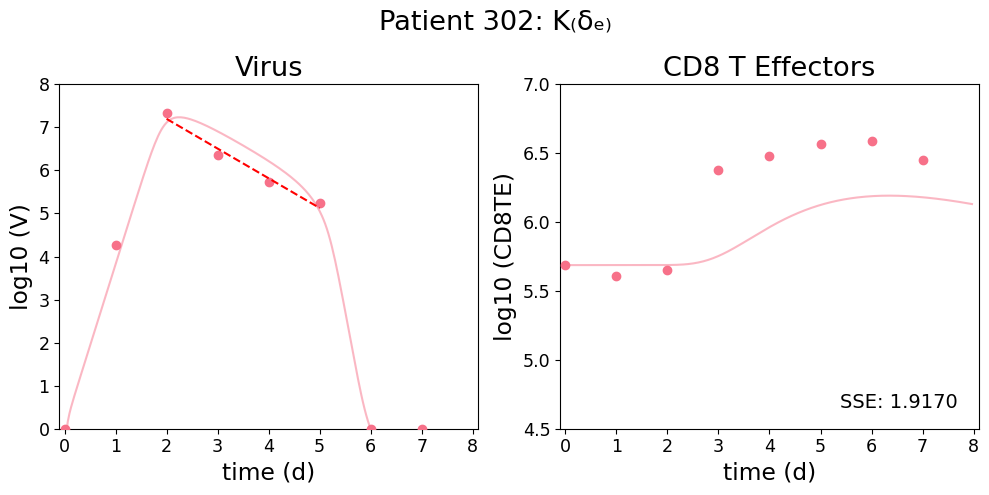 Patient 302: K₍δₑ₎
Virus
CD8 T Effectors
log10 (V)
8
7
6
5
4
3
2
1
0
0 1 2 3 4 5 6 7 8
time (d)
log10 (CD8TE)
7.0
6.5
6.0
5.5
5.0
4.5
SSE: 1.9170
0 1 2 3 4 5 6 7 8
time (d)